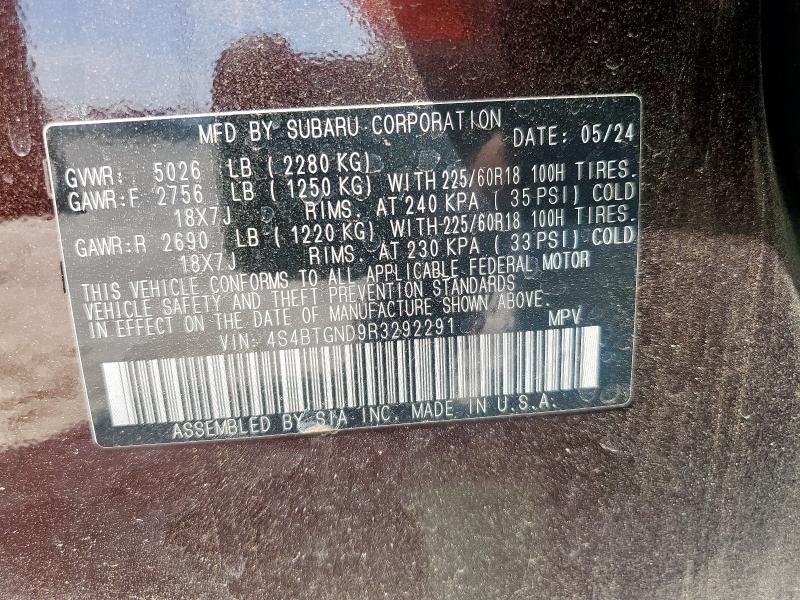 MFD BY SUBARU CORPORATION DATE: 05/24
GVWR: 5026 LB ( 2280 KG)
GAWR:F 2756 LB ( 1250 KG) WITH 225/60R18 100H TIRES.
18X7J RIMS. AT 240 KPA ( 35 PSI) COLD
GAWR:R 2690 LB ( 1220 KG) WITH 225/60R18 100H TIRES.
18X7J RIMS. AT 230 KPA ( 33 PSI) COLD
THIS VEHICLE CONFORMS TO ALL APPLICABLE FEDERAL MOTOR
VEHICLE SAFETY AND THEFT PREVENTION STANDARDS
IN EFFECT ON THE DATE OF MANUFACTURE SHOWN ABOVE.
VIN: 4S4BTGND9R3292291 MPV
ASSEMBLED BY SIA INC. MADE IN U.S.A.